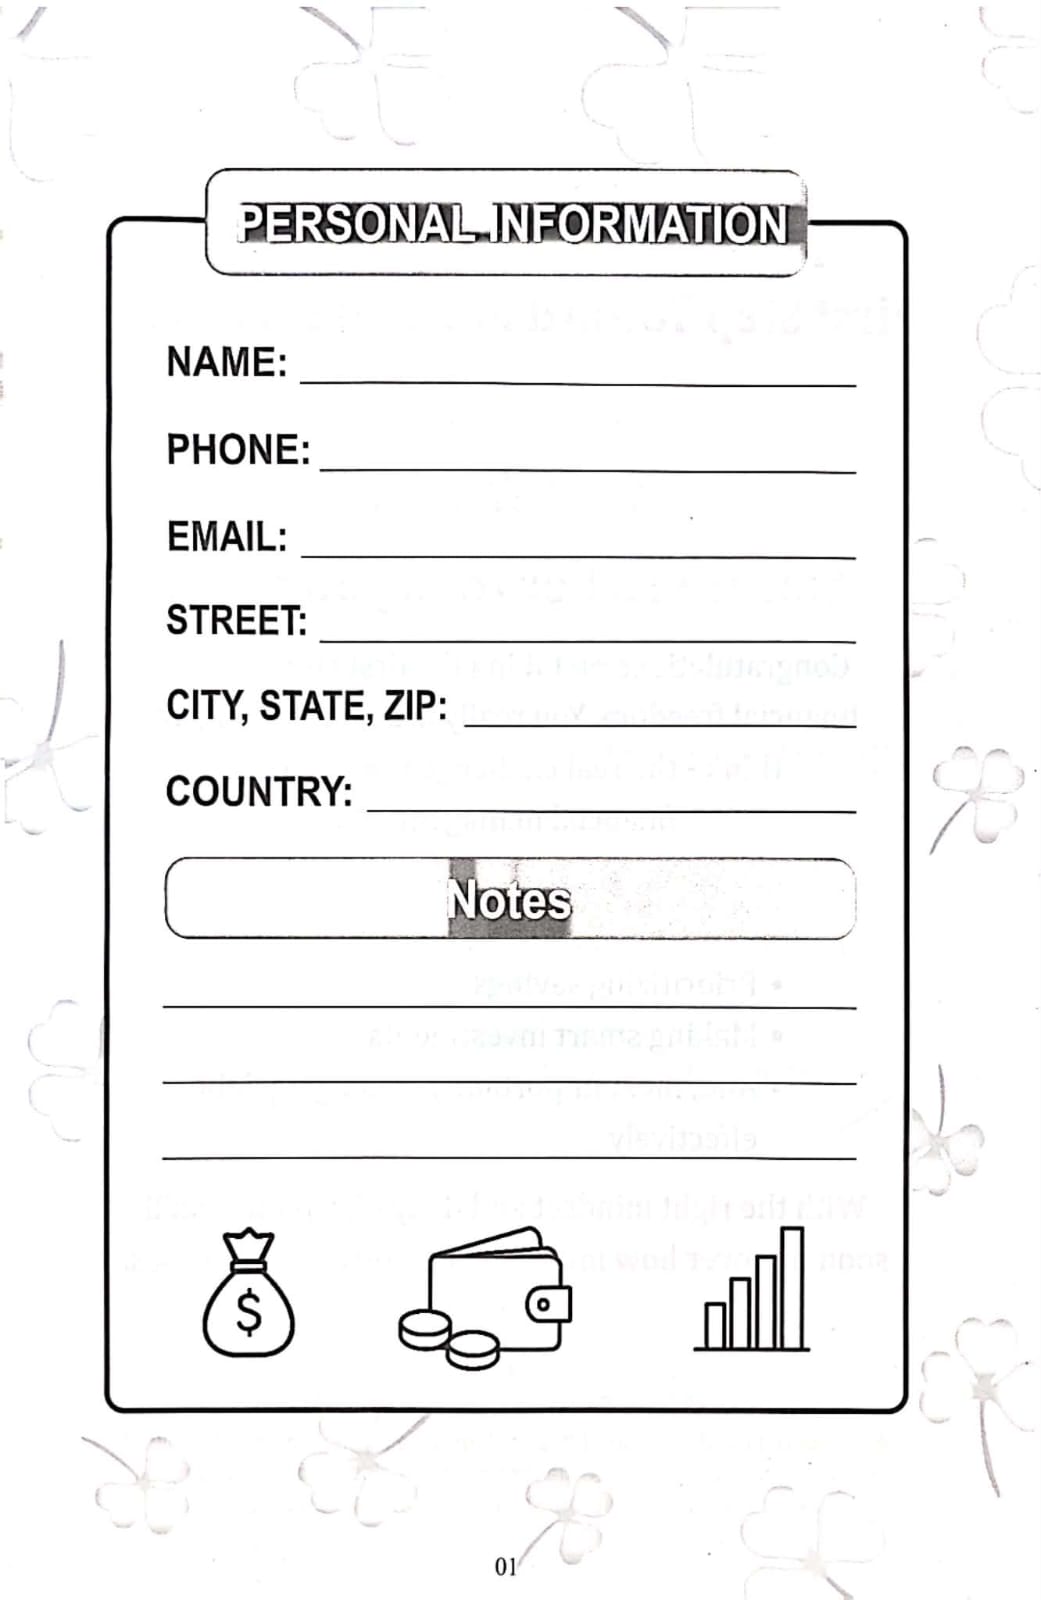 PERSONAL INFORMATION
NAME:
PHONE:
EMAIL:
STREET:
CITY, STATE, ZIP:
COUNTRY:
Notes
$
01